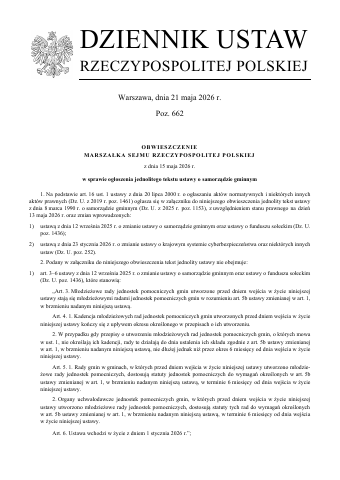 DZIENNIK USTAW
RZECZYPOSPOLITEJ POLSKIEJ
Warszawa, dnia 21 maja 2026 r.
Poz. 662
OBWIESZCZENIE
MARSZAŁKA SEJMU RZECZYPOSPOLITEJ POLSKIEJ
z dnia 15 maja 2026 r.
w sprawie ogłoszenia jednolitego tekstu ustawy o samorządzie gminnym
1. Na podstawie art. 16 ust. 1 ustawy z dnia 20 lipca 2000 r. o ogłaszaniu aktów normatywnych i niektórych innych
aktów prawnych (Dz. U. z 2019 r. poz. 1461) ogłasza się w załączniku do niniejszego obwieszczenia jednolity tekst ustawy
z dnia 8 marca 1990 r. o samorządzie gminnym (Dz. U. z 2025 r. poz. 1153), z uwzględnieniem stanu prawnego na dzień
13 maja 2026 r. oraz zmian wprowadzonych:
1) ustawą z dnia 12 września 2025 r. o zmianie ustawy o samorządzie gminnym oraz ustawy o funduszu sołeckim (Dz. U.
poz. 1436);
2) ustawą z dnia 23 stycznia 2026 r. o zmianie ustawy o krajowym systemie cyberbezpieczeństwa oraz niektórych innych
ustaw (Dz. U. poz. 252).
2. Podany w załączniku do niniejszego obwieszczenia tekst jednolity ustawy nie obejmuje:
1) art. 3–6 ustawy z dnia 12 września 2025 r. o zmianie ustawy o samorządzie gminnym oraz ustawy o funduszu sołeckim
(Dz. U. poz. 1436), które stanowią:
„Art. 3. Młodzieżowe rady jednostek pomocniczych gmin utworzone przed dniem wejścia w życie niniejszej
ustawy stają się młodzieżowymi radami jednostek pomocniczych gmin w rozumieniu art. 5b ustawy zmienianej w art.
1, w brzmieniu nadanym niniejszą ustawą.
Art. 4. 1. Kadencja młodzieżowych rad jednostek pomocniczych gmin utworzonych przed dniem wejścia w życie
niniejszej ustawy kończy się z upływem okresu określonego w przepisach o ich utworzeniu.
2. W przypadku gdy przepisy o utworzeniu młodzieżowych rad jednostek pomocniczych gmin, o których mowa
w ust. 1, nie określają ich kadencji, rady te działają do dnia ustalenia ich składu zgodnie z art. 5b ustawy zmienianej
w art. 1, w brzmieniu nadanym niniejszą ustawą, nie dłużej jednak niż przez okres 6 miesięcy od dnia wejścia w życie
niniejszej ustawy.
Art. 5. 1. Rady gmin w gminach, w których przed dniem wejścia w życie niniejszej ustawy utworzono młodzieżo-
we rady jednostek pomocniczych, dostosują statuty jednostek pomocniczych do wymagań określonych w art. 5b
ustawy zmienianej w art. 1, w brzmieniu nadanym niniejszą ustawą, w terminie 6 miesięcy od dnia wejścia w życie
niniejszej ustawy.
2. Organy uchwałodawcze jednostek pomocniczych gmin, w których przed dniem wejścia w życie niniejszej
ustawy utworzono młodzieżowe rady jednostek pomocniczych, dostosują statuty tych rad do wymagań określonych
w art. 5b ustawy zmienianej w art. 1, w brzmieniu nadanym niniejszą ustawą, w terminie 6 miesięcy od dnia wejścia
w życie niniejszej ustawy.
Art. 6. Ustawa wchodzi w życie z dniem 1 stycznia 2026 r.”;